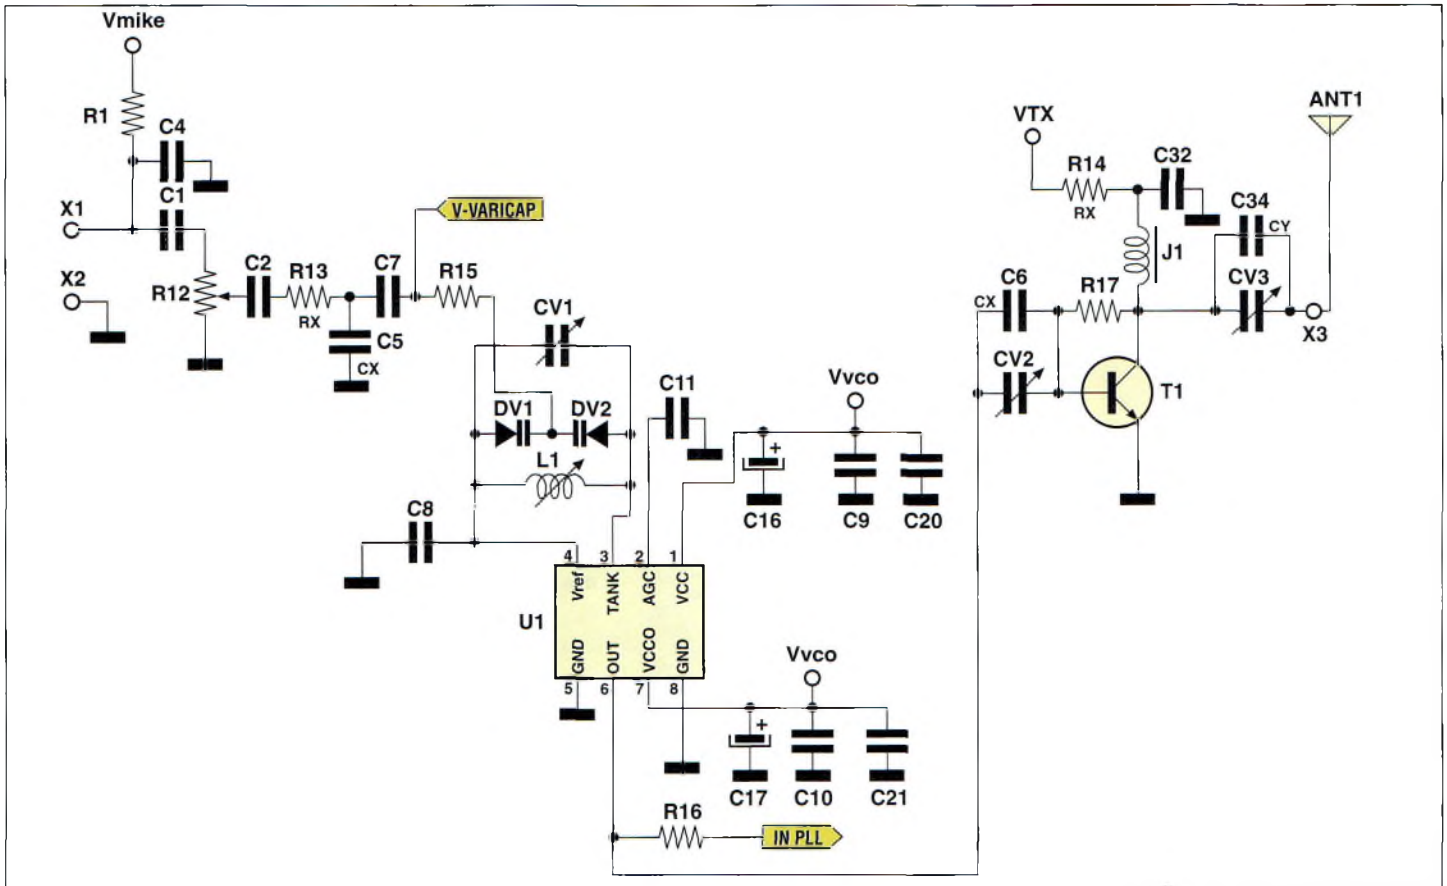 Vmike
R1
C4
C1
X1
X2
R12
C2
R13
RX
C7
C5
CX
V-VARICAP
R15
CV1
DV1
DV2
L1
C8
C11
Vvco
+
C16
C9
C20
4
3
2
1
Vref
TANK
AGC
VCC
U1
GND
OUT
VCCO
GND
5
6
7
8
Vvco
+
C17
C10
C21
R16
IN PLL
VTX
R14
RX
C32
J1
C34
CY
CV3
ANT1
X3
C6
CX
R17
CV2
T1